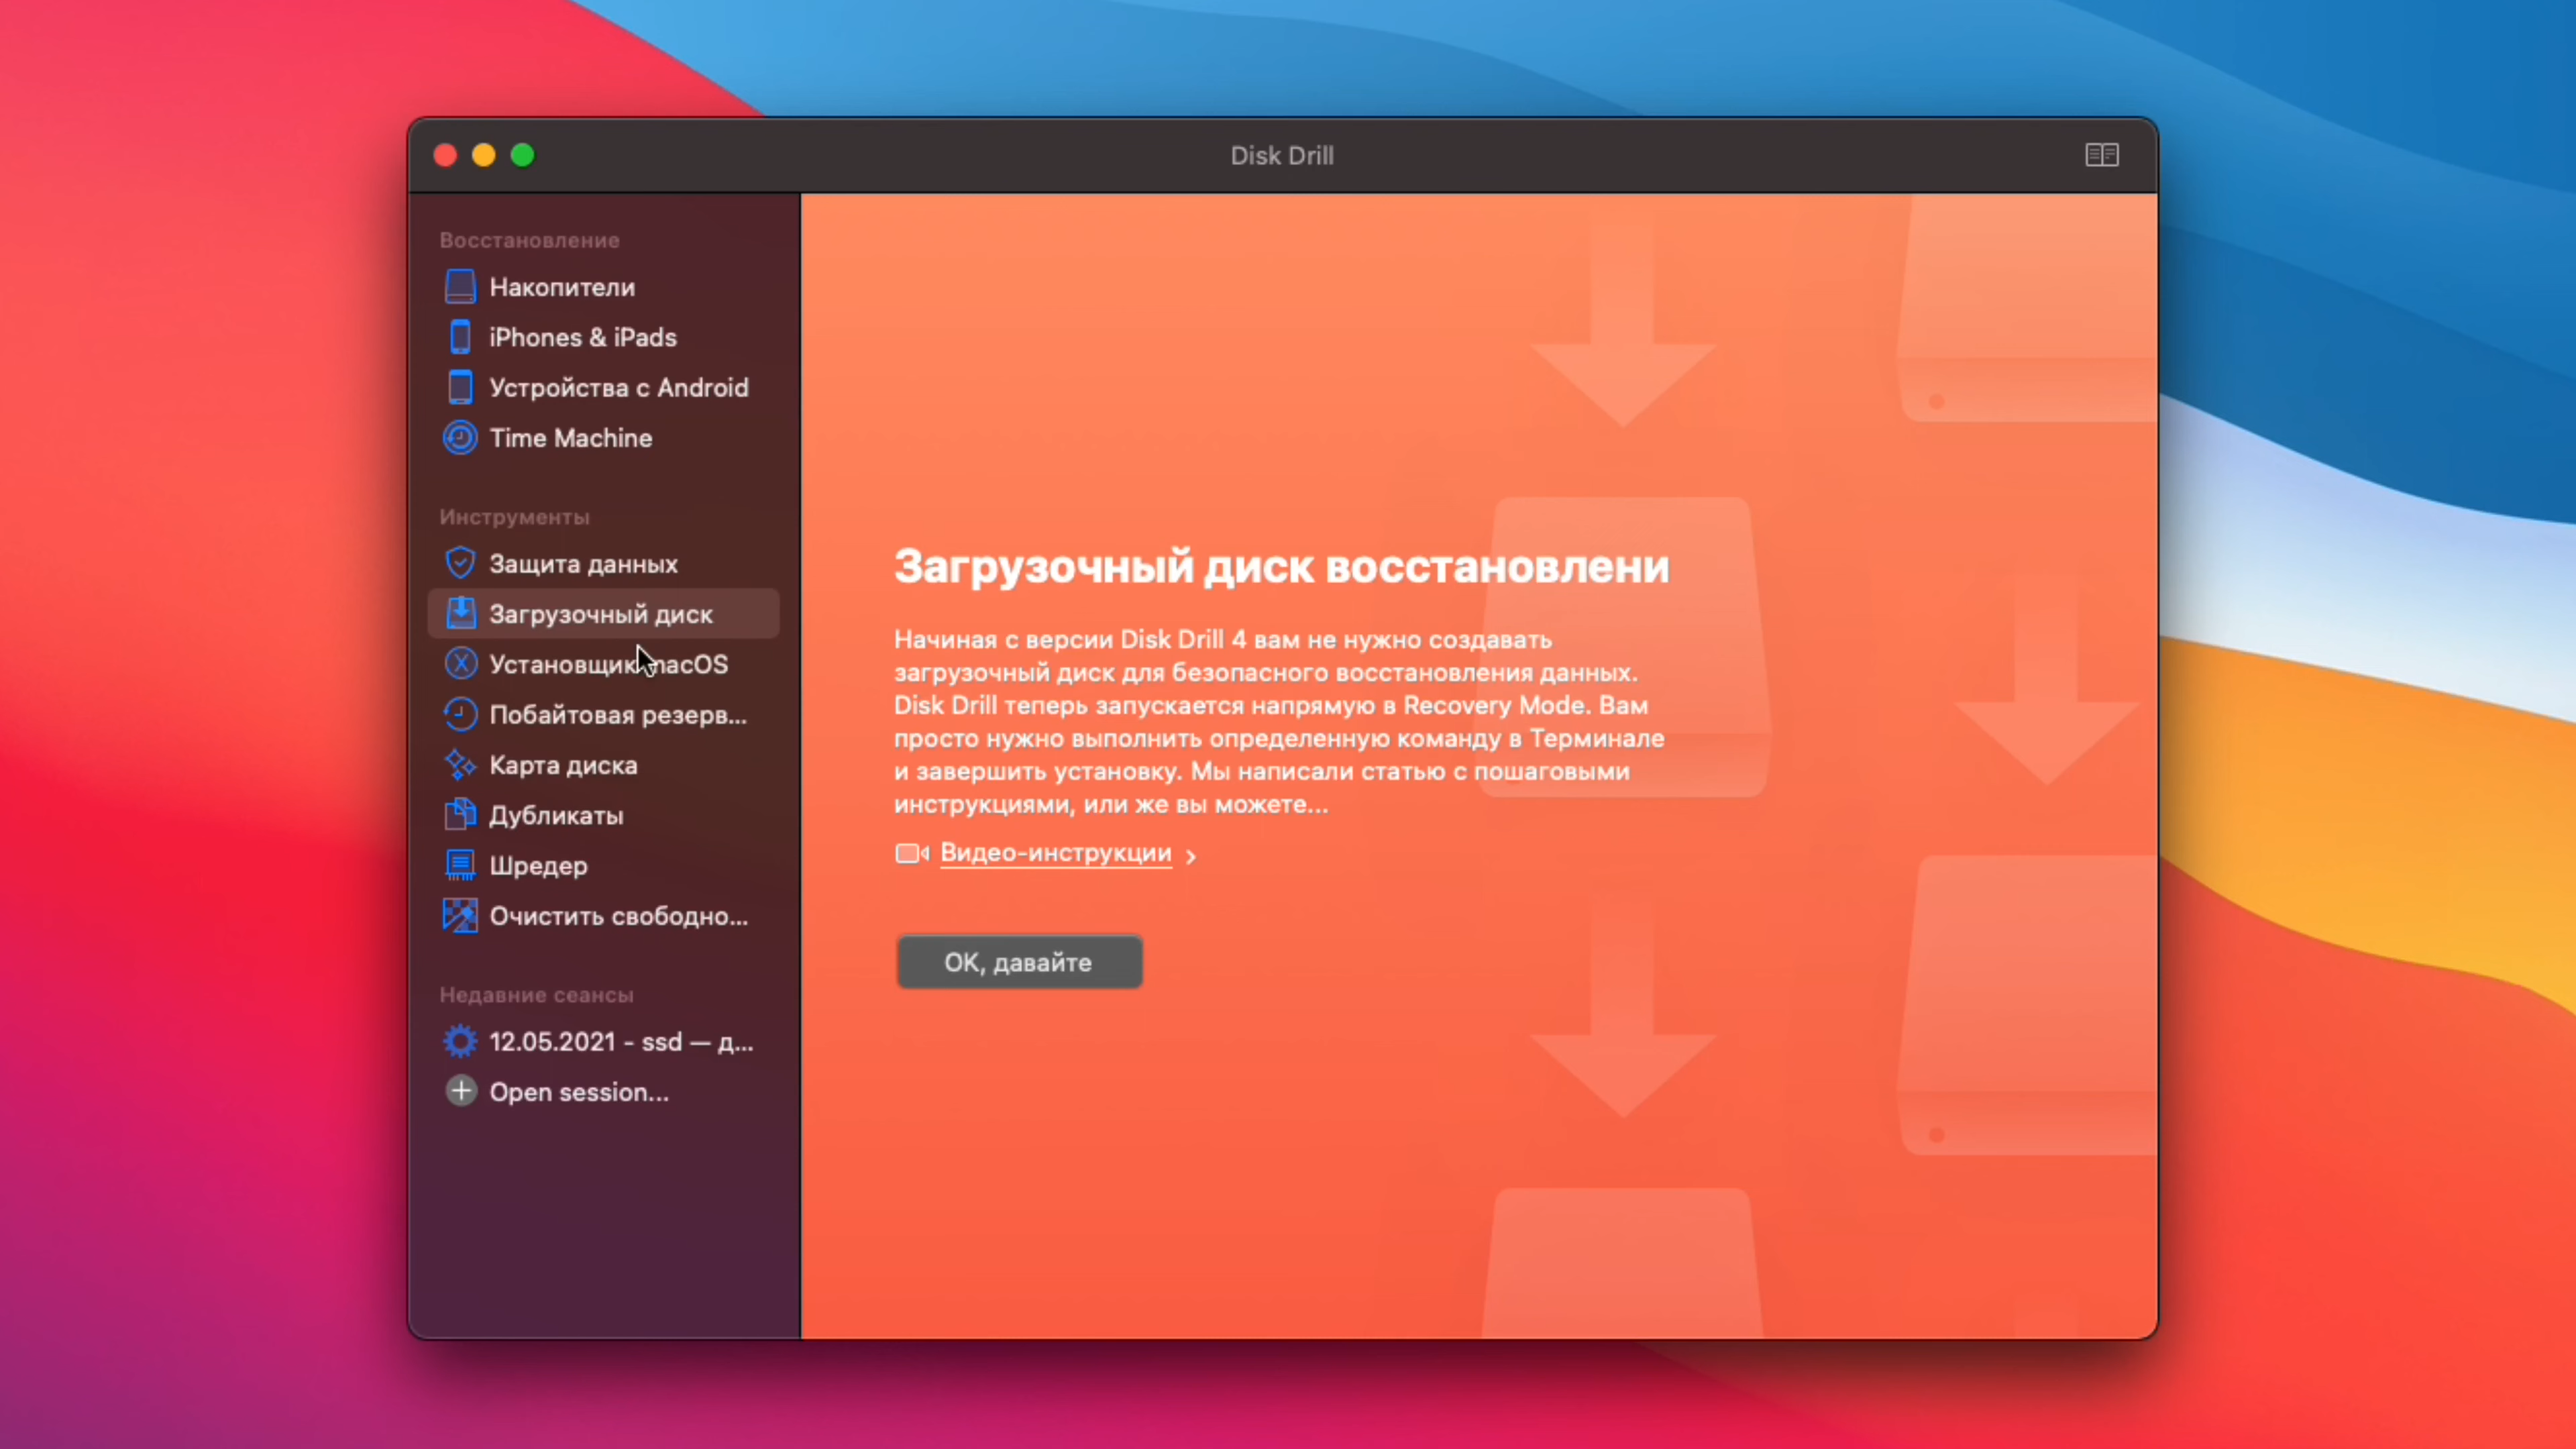 Disk Drill
Восстановление
Накопители
iPhones & iPads
Устройства с Android
Time Machine
Инструменты
Защита данных
Загрузочный диск
Установщик macOS
Побайтовая резерв...
Карта диска
Дубликаты
Шредер
Очистить свободно...
Недавние сеансы
12.05.2021 - ssd — д...
Open session...
Загрузочный диск восстановлени
Начиная с версии Disk Drill 4 вам не нужно создавать
загрузочный диск для безопасного восстановления данных.
Disk Drill теперь запускается напрямую в Recovery Mode. Вам
просто нужно выполнить определенную команду в Терминале
и завершить установку. Мы написали статью с пошаговыми
инструкциями, или же вы можете...
Видео-инструкции
OK, давайте